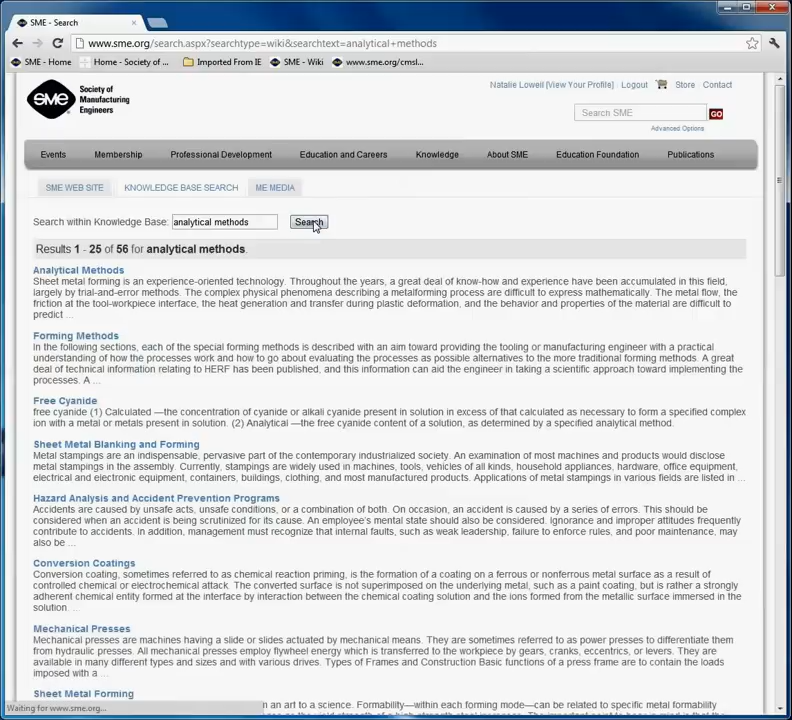 SME - Search
www.sme.org/search.aspx?searchtype=wiki&searchtext=analytical+methods
SME - Home
Home - Society of ...
Imported From IE
SME - Wiki
www.sme.org/cmsl...
SME
Society of
Manufacturing
Engineers
Natalie Lowell [View Your Profile]
Logout
Store
Contact
Search SME
GO
Advanced Options
Events
Membership
Professional Development
Education and Careers
Knowledge
About SME
Education Foundation
Publications
SME WEB SITE
KNOWLEDGE BASE SEARCH
ME MEDIA
Search within Knowledge Base: analytical methods Search
Results 1 - 25 of 56 for analytical methods.
Analytical Methods
Sheet metal forming is an experience-oriented technology. Throughout the years, a great deal of know-how and experience have been accumulated in this field,
largely by trial-and-error methods. The complex physical phenomena describing a metalforming process are difficult to express mathematically. The metal flow, the
friction at the tool-workpiece interface, the heat generation and transfer during plastic deformation, and the behavior and properties of the material are difficult to
predict ...
Forming Methods
In the following sections, each of the special forming methods is described with an aim toward providing the tooling or manufacturing engineer with a practical
understanding of how the processes work and how to go about evaluating the processes as possible alternatives to the more traditional forming methods. A great
deal of technical information relating to HERF has been published, and this information can aid the engineer in taking a scientific approach toward implementing the
processes. A ...
Free Cyanide
free cyanide (1) Calculated —the concentration of cyanide or alkali cyanide present in solution in excess of that calculated as necessary to form a specified complex
ion with a metal or metals present in solution. (2) Analytical —the free cyanide content of a solution, as determined by a specified analytical method.
Sheet Metal Blanking and Forming
Metal stampings are an indispensable, pervasive part of the contemporary industrialized society. An examination of most machines and products would disclose
metal stampings in the assembly. Currently, stampings are widely used in machines, tools, vehicles of all kinds, household appliances, hardware, office equipment,
electrical and electronic equipment, containers, buildings, clothing, and most manufactured products. Applications of metal stampings in various fields are listed in ...
Hazard Analysis and Accident Prevention Programs
Accidents are caused by unsafe acts, unsafe conditions, or a combination of both. On occasion, an accident is caused by a series of errors. This should be
considered when an accident is being scrutinized for its cause. An employee's mental state should also be considered. Ignorance and improper attitudes frequently
contribute to accidents. In addition, management must recognize that internal faults, such as weak leadership, failure to enforce rules, and poor maintenance, may
also be ...
Conversion Coatings
Conversion coating, sometimes referred to as chemical reaction priming, is the formation of a coating on a ferrous or nonferrous metal surface as a result of
controlled chemical or electrochemical attack. The converted surface is not superimposed on the underlying metal, such as a paint coating, but is rather a strongly
adherent chemical entity formed at the interface by interaction between the chemical coating solution and the ions formed from the metallic surface immersed in the
solution. ...
Mechanical Presses
Mechanical presses are machines having a slide or slides actuated by mechanical means. They are sometimes referred to as power presses to differentiate them
from hydraulic presses. All mechanical presses employ flywheel energy which is transferred to the workpiece by gears, cranks, eccentrics, or levers. They are
available in many different types and sizes and with various drives. Types of Frames and Construction Basic functions of a press frame are to contain the loads
imposed with a ...
Sheet Metal Forming
an art to a science. Formability—within each forming mode—can be related to specific metal formability
Waiting for www.sme.org...